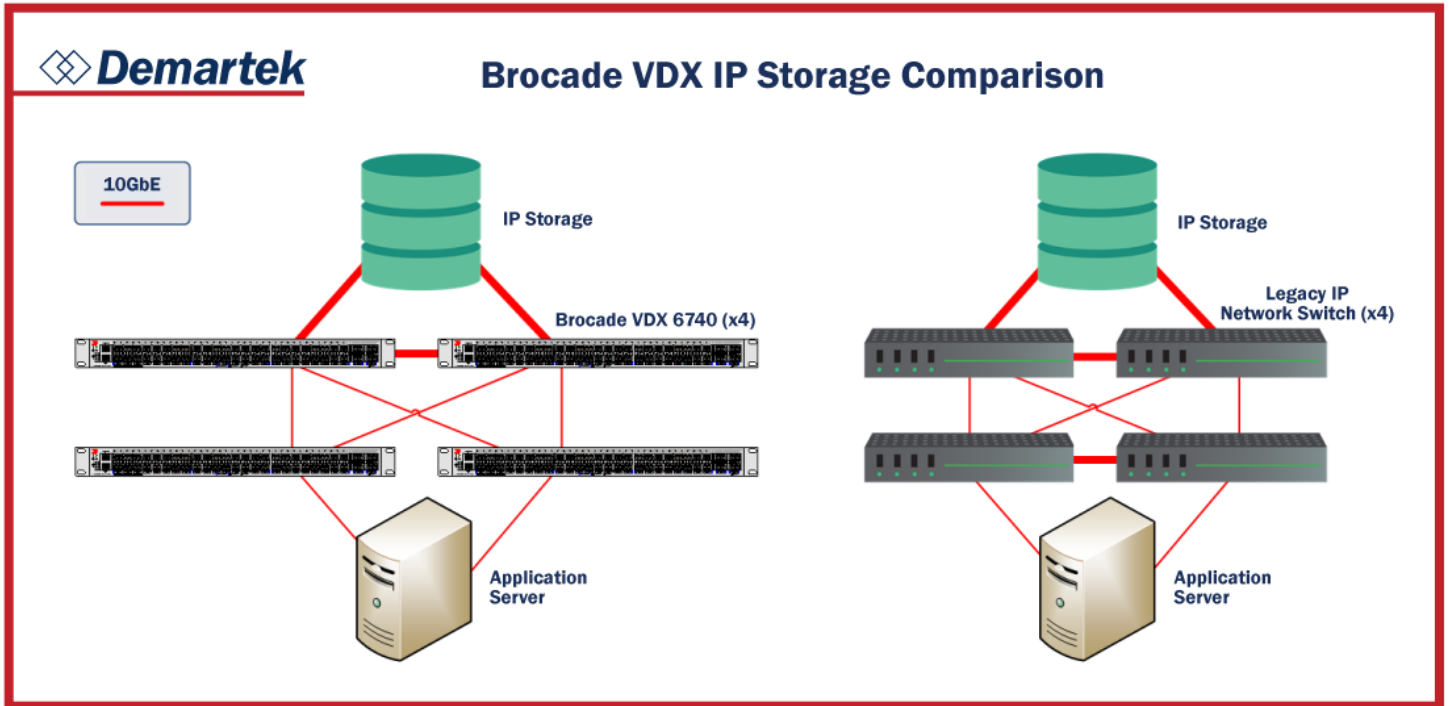 Demartek
Brocade VDX IP Storage Comparison
10GbE
IP Storage
Brocade VDX 6740 (x4)
Application
Server
IP Storage
Legacy IP
Network Switch (x4)
Application
Server